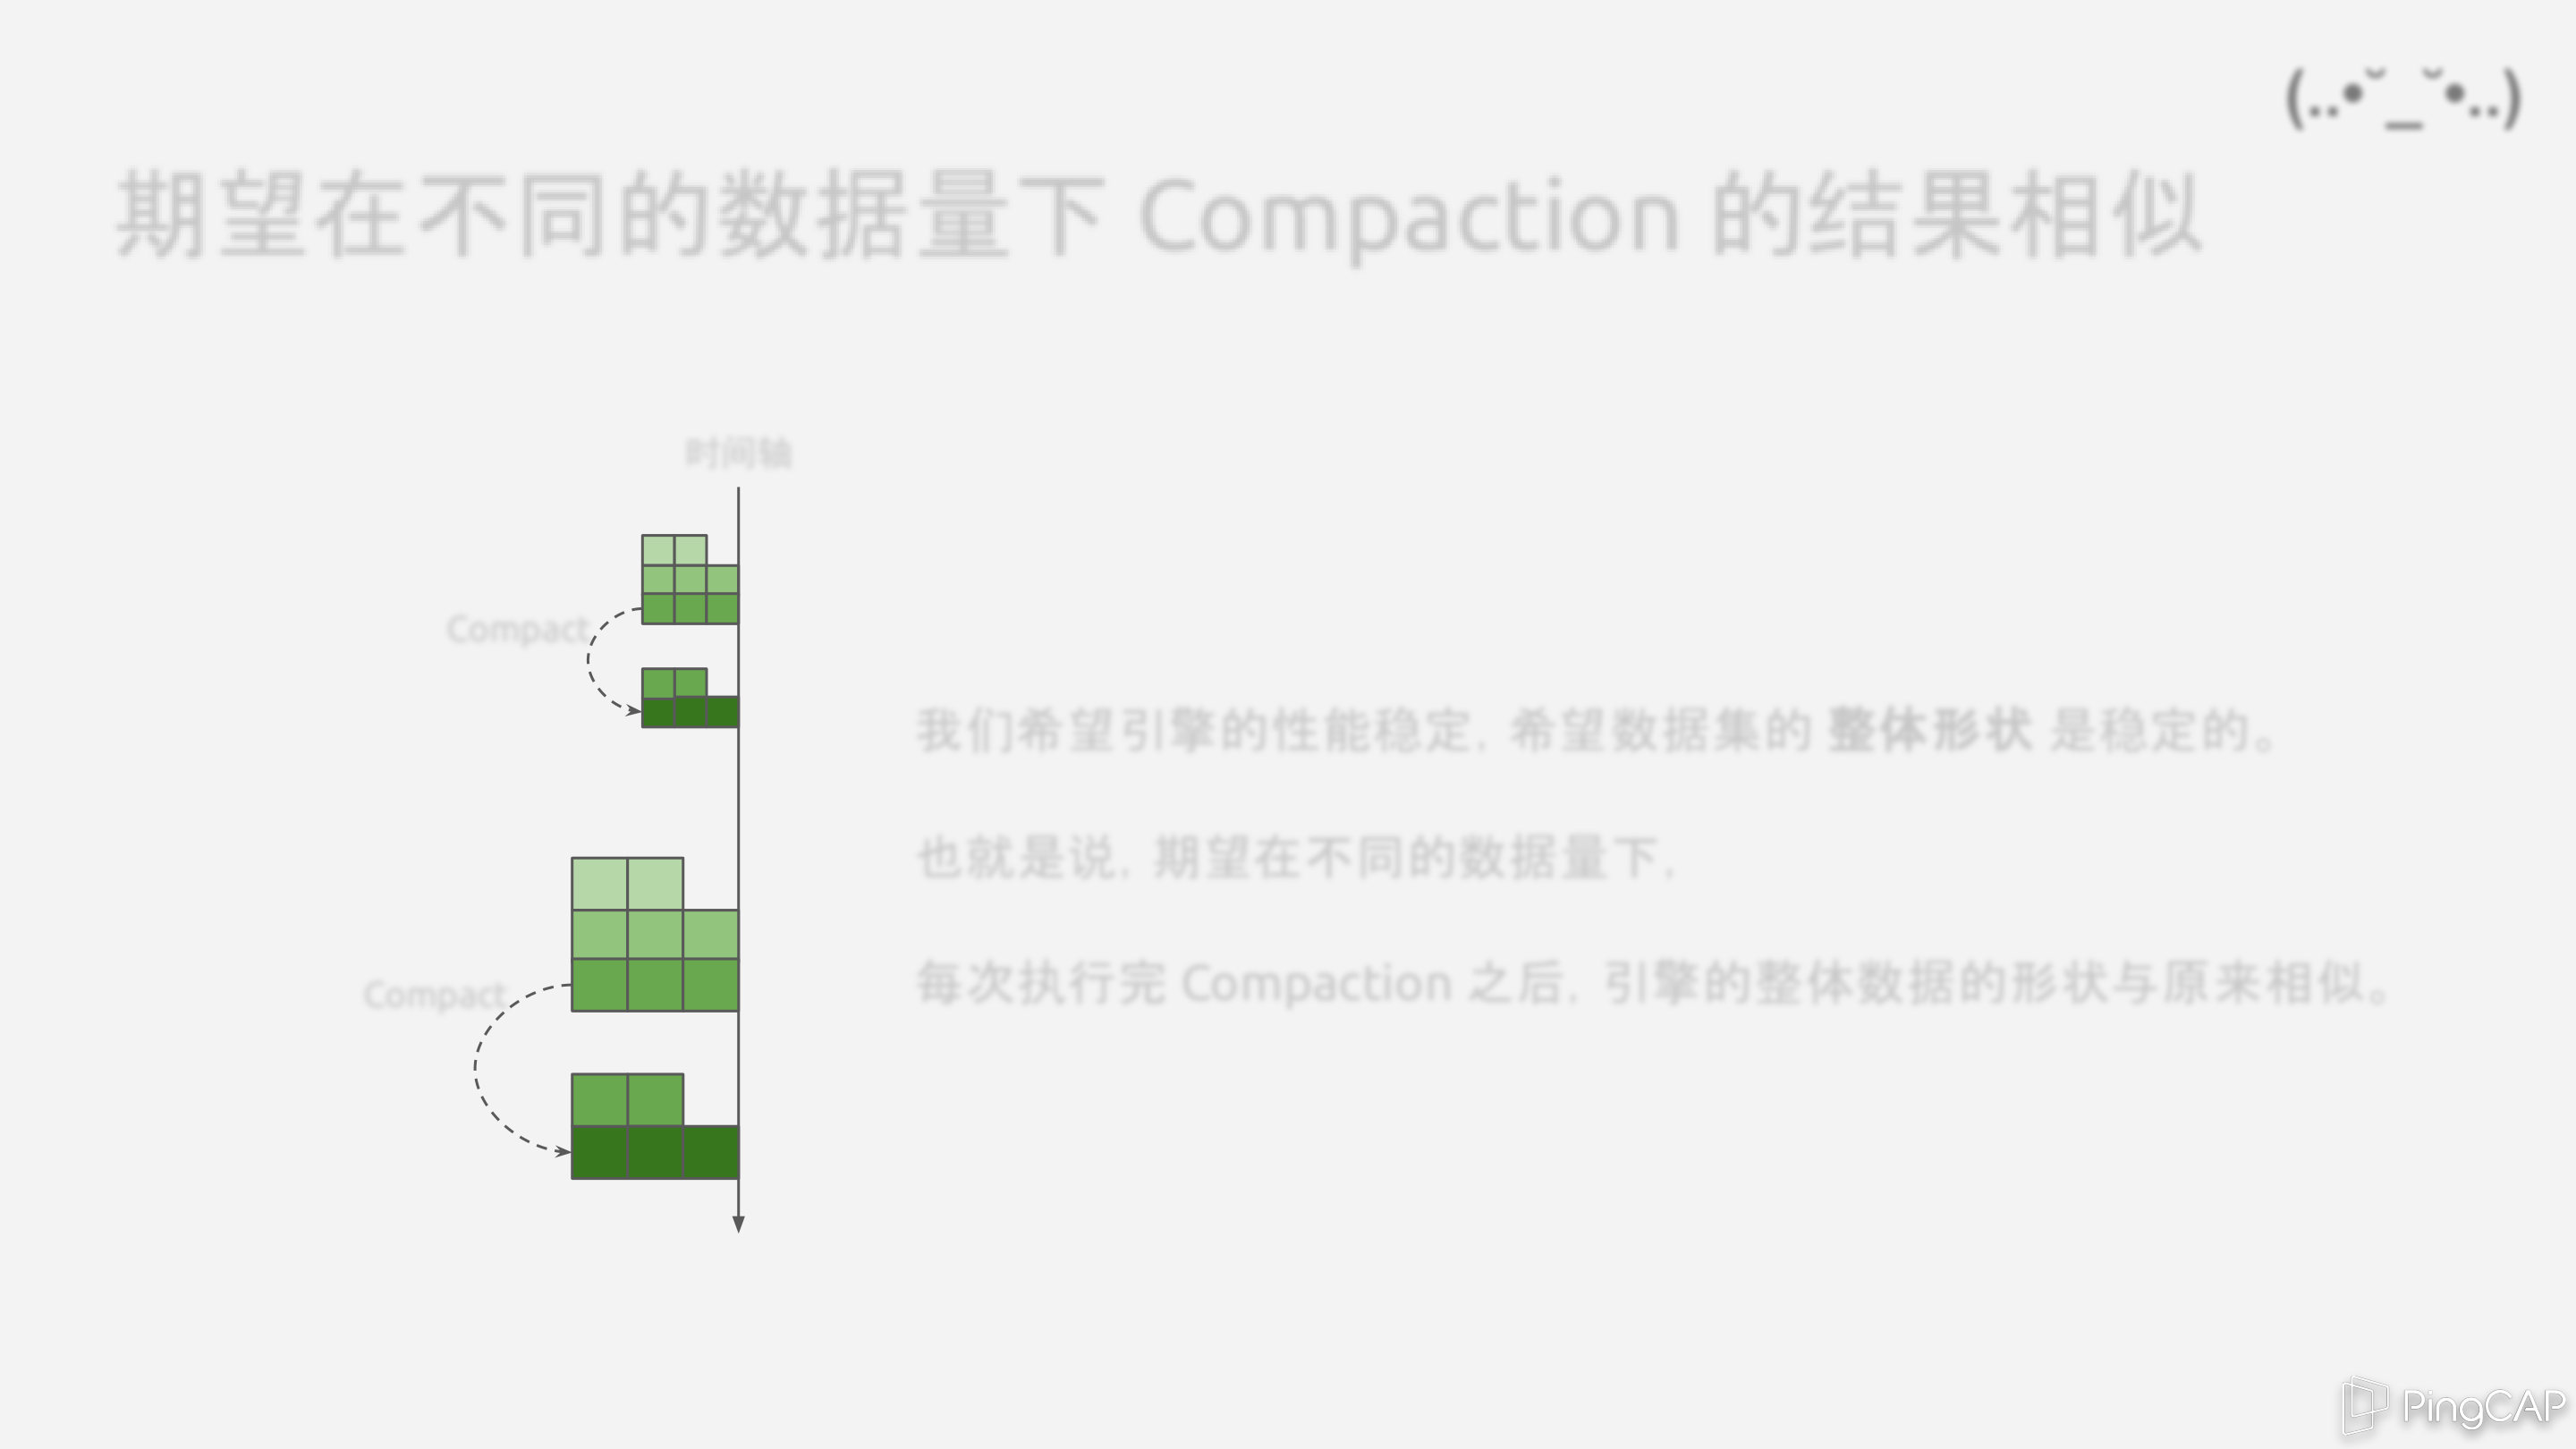 (..•˘_˘•..)
期望在不同的数据量下 Compaction 的结果相似
时间轴
Compact
我们希望引擎的性能稳定, 希望数据集的 整体形状 是稳定的。
也就是说, 期望在不同的数据量下,
每次执行完 Compaction 之后, 引擎的整体数据的形状与原来相似。
Compact
PingCAP